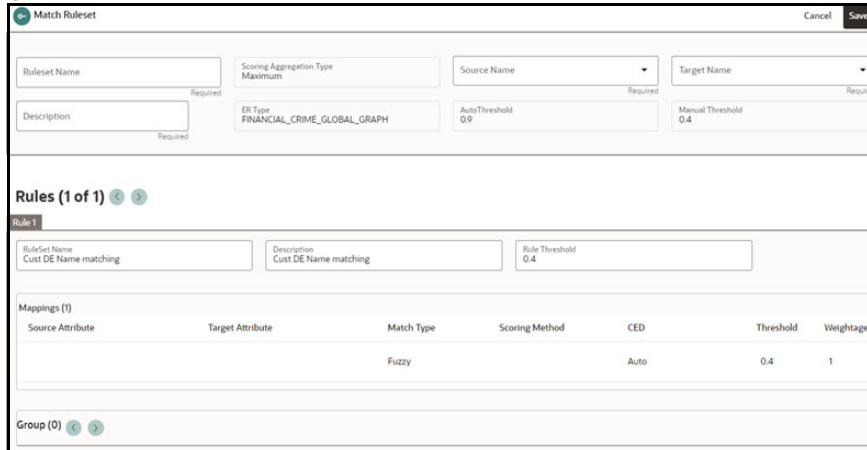 Match Ruleset Cancel Save
Ruleset Name Scoring Aggregation Type Source Name Target Name
Maximum
Required Required Requi
Description ER Type AutoThreshold Manual Threshold
FINANCIAL_CRIME_GLOBAL_GRAPH 0.9 0.4
Required
Rules (1 of 1)
Rule 1
RuleSet Name Description Rule Threshold
Cust DE Name matching Cust DE Name matching 0.4
Mappings (1)
Source Attribute Target Attribute Match Type Scoring Method CED Threshold Weightage
Fuzzy Auto 0.4 1
Group (0)